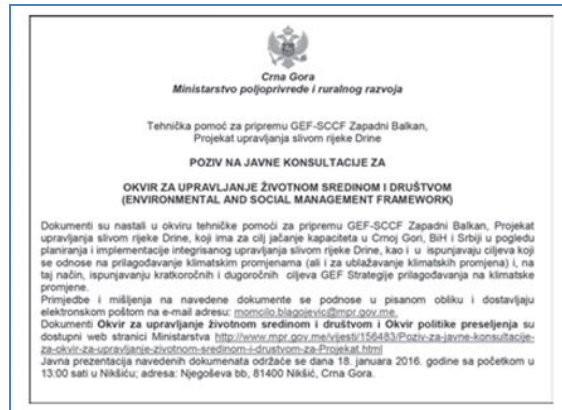 Crna Gora
Ministarstvo poljoprivrede i ruralnog razvoja
Tehnička pomoć za pripremu GEF-SCCF Zapadni Balkan,
Projekat upravljanja slivom rijeke Drine
POZIV NA JAVNE KONSULTACIJE ZA
OKVIR ZA UPRAVLJANJE ŽIVOTNOM SREDINOM I DRUŠTVOM
(ENVIRONMENTAL AND SOCIAL MANAGEMENT FRAMEWORK)
Dokumenti su nastali u okviru tehničke pomoći za pripremu GEF-SCCF Zapadni Balkan, Projekat
upravljanja slivom rijeke Drine, koji ima za cilj jačanje kapaciteta u Crnoj Gori, BiH i Srbiji u pogledu
planiranja i implementacije integrisanog upravljanja slivom rijeke Drine, kao i u ispunjavaju ciljeva koji
se odnose na prilagođavanje klimatskim promjenama (ali i za ublažavanje klimatskih promjena) i, na
taj način, ispunjavaju kratkoročnih i dugoročnih ciljeva GEF Strategije prilagođavanja na klimatske
promjene.
Primjedbe i mišljenja na navedene dokumente se podnose u pisanom obliku i dostavljaju
elektronskom poštom na e-mail adresu: momcilo.blagojevic@mpr.gov.me.
Dokumenti Okvir za upravljanje životnom sredinom i društvom i Okvir politike preseljenja su
dostupni web stranici Ministarstva http://www.mpr.gov.me/vijesti/156483/Poziv-za-javne-konsultacije-
za-okvir-za-upravljanje-zivotnom-sredinom-i-drustvom-za-Projekat.html
Javna prezentacija navedenih dokumenata održaće se dana 18. januara 2016. godine sa početkom u
13:00 sati u Nikšiću; adresa: Njegoševa bb, 81400 Nikšić, Crna Gora.